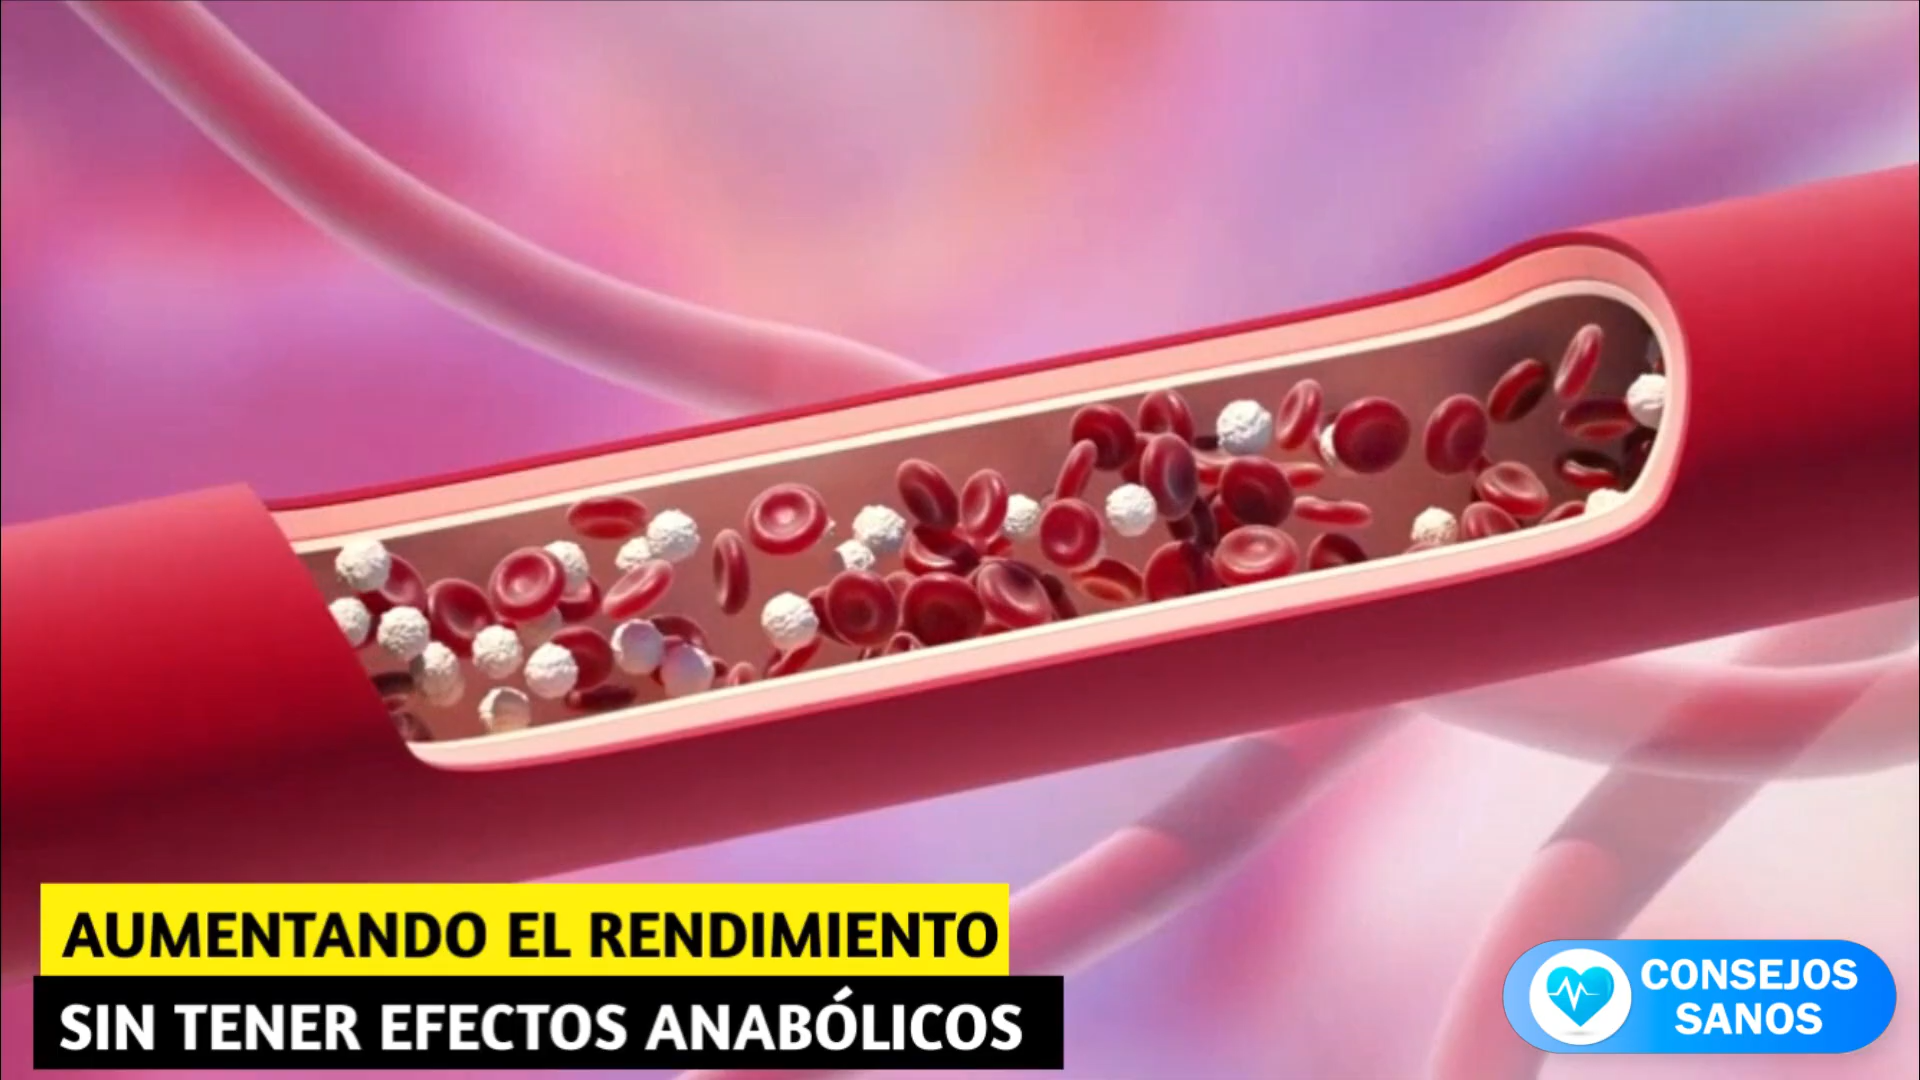 AUMENTANDO EL RENDIMIENTO
SIN TENER EFECTOS ANABÓLICOS
CONSEJOS
SANOS